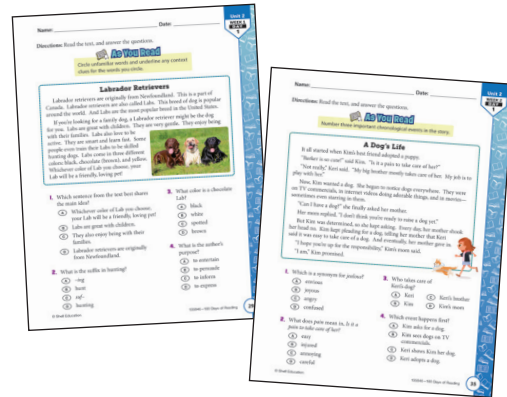 Unit 2
WEEK 1
DAY
1
Name: Date:
Directions: Read the text, and answer the questions.
As You Read
Circle unfamiliar words and underline any context
clues for the words you circle.
Labrador Retrievers
Labrador retrievers are originally from Newfoundland. This is a part of
Canada. Labrador retrievers are also called Labs. This breed of dog is popular
around the world. And Labs are the most popular breed in the United States.
If you're looking for a family dog, a Labrador retriever might be the dog
for you. Labs are great with children. They are very gentle. They enjoy being
with their families. Labs also love to be
active. They are smart and learn fast. Some
people even train their Labs to be skilled
hunting dogs. Labs come in three different
colors: black, chocolate (brown), and yellow.
Whichever color of Lab you choose, your
Lab will be a friendly, loving pet!
1. Which sentence from the text best shares
the main idea?
A Whichever color of Lab you choose,
your Lab will be a friendly, loving pet!
B Labs are great with children.
C They also enjoy being with their
families.
D Labrador retrievers are originally
from Newfoundland.
2. What is the suffix in hunting?
A -ing
B hunt
C
D hunting
3. What color is a chocolate
Lab?
A black
B white
C spotted
D brown
4. What is the author's
purpose?
A to entertain
B to persuade
C to inform
D to express
© Shell Education
Unit 2
WEEK
DAY
Name: Date:
Directions: Read the text, and answer the questions.
As You Read
Number three important chronological events in the story.
A Dog's Life
It all started when Kim's best friend adopted a puppy.
"Barker is so cute!" said Kim. "Is it a pain to take care of her?"
"Not really," Keri said. "My big brother mostly takes care of her. My job is to
play with her."
Now, Kim wanted a dog. She began to notice dogs everywhere. They were
on TV commercials, in internet videos doing adorable things, and in movies—
sometimes even starring in them.
"Can I have a dog?" she finally asked her mother.
Her mom replied, "I don't think you're ready to raise a dog yet."
But Kim was determined, so she kept asking. Every day, her mother shook
her head no. Kim kept pleading for a dog, telling her mother that Keri
said it was easy to take care of a dog. And eventually, her mother gave in.
"I hope you're up for the responsibility," Kim's mom said.
"I am," Kim promised.
1. Which is a synonym for jealous?
A envious
B joyous
C angry
D confused
2. What does pain mean in, Is it a
pain to take care of her?
A easy
B injured
C annoying
D careful
3. Who takes care of
Keri's dog?
A Keri C Keri's brother
B Kim D Kim's mom
4. Which event happens first?
A Kim asks for a dog.
B Kim sees dogs on TV
commercials.
C Keri shows Kim her dog.
D Keri adopts a dog.
© Shell Education